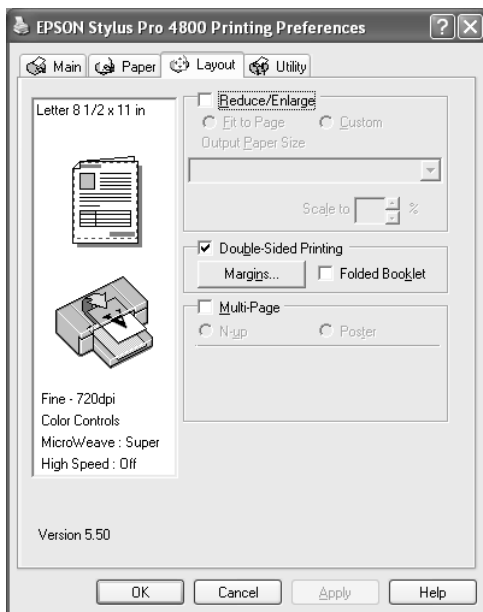 EPSON Stylus Pro 4800 Printing Preferences
Main Paper Layout Utility
Letter 8 1/2 x 11 in
Reduce/Enlarge
Fit to Page Custom
Output Paper Size
Scale to %
Double-Sided Printing
Margins... Folded Booklet
Multi-Page
N-up Poster
Fine - 720dpi
Color Controls
MicroWeave : Super
High Speed : Off
Version 5.50
OK Cancel Apply Help